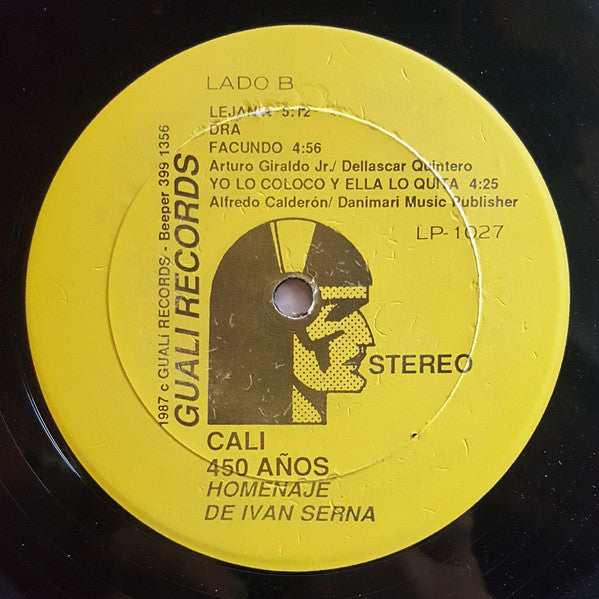 LADO B
LEJANIA 5:12
DRA
FACUNDO 4:56
Arturo Giraldo Jr./ Dellascar Quintero
YO LO COLOCO Y ELLA LO QUITA 4:25
Alfredo Calderón/ Danimari Music Publisher
LP-1027
1987 c GUALI RECORDS - Beeper 399 1356
GUALI RECORDS
STEREO
CALI
450 AÑOS
HOMENAJE
DE IVAN SERNA